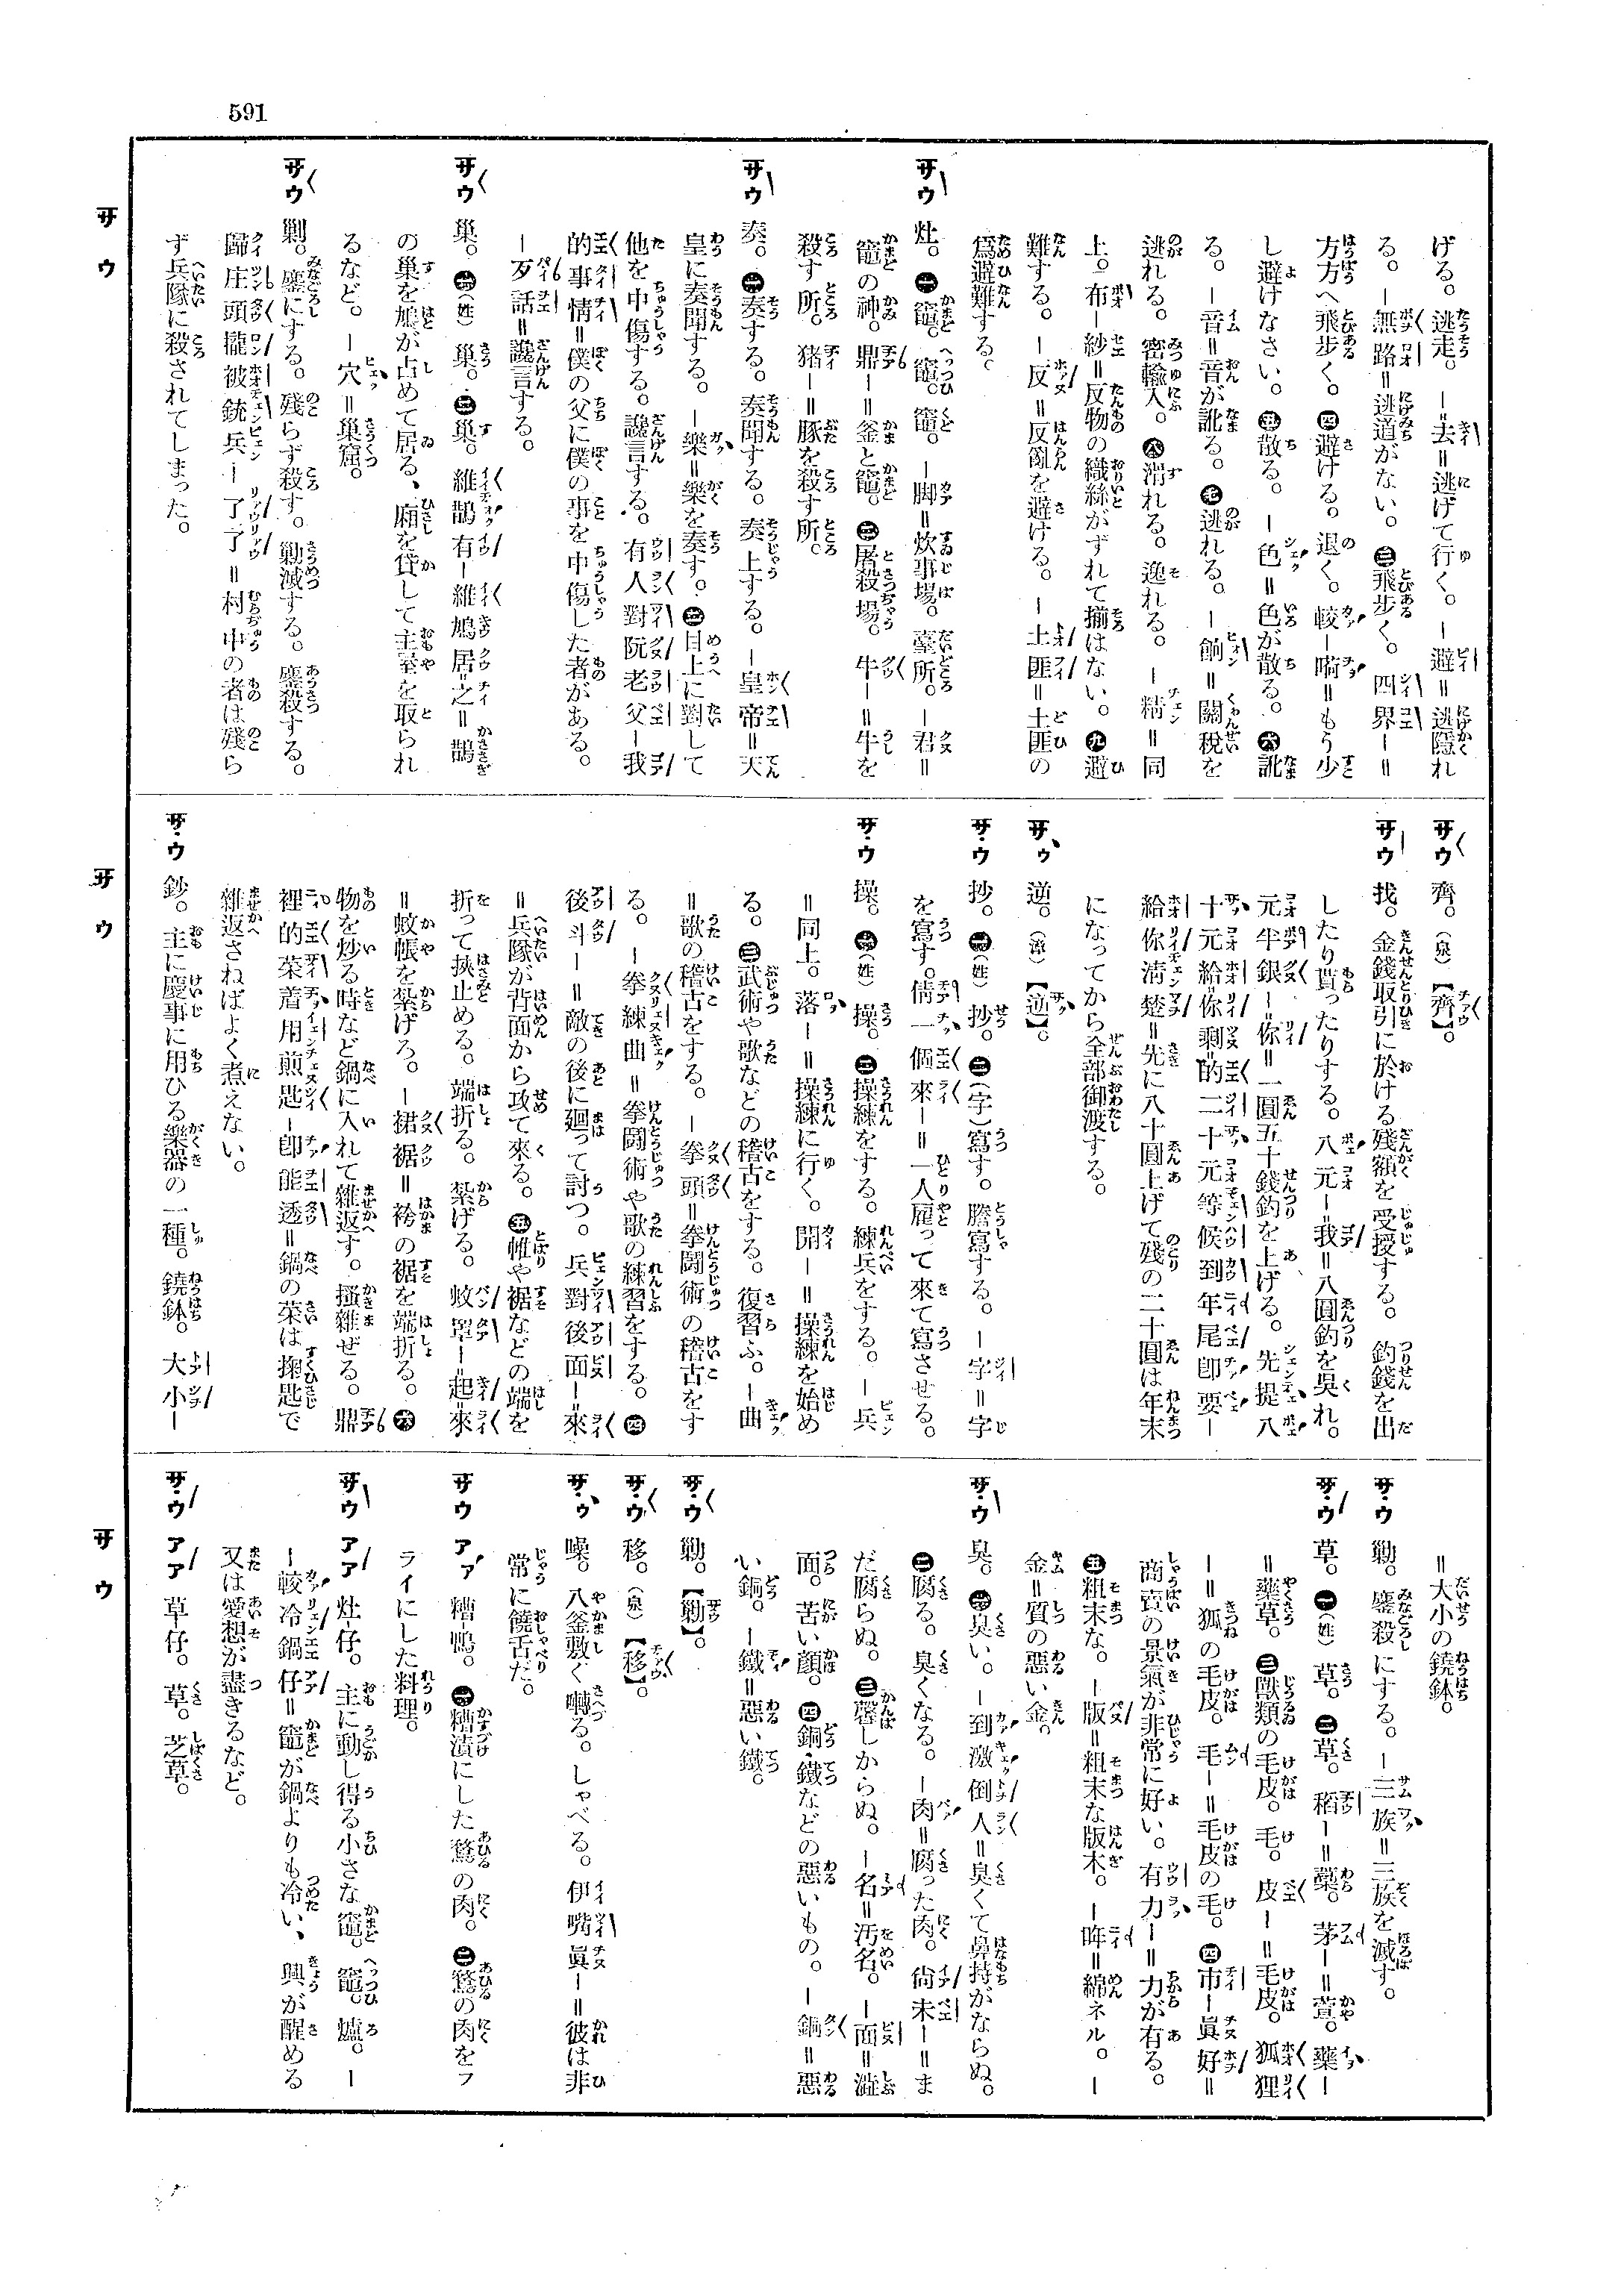 591
げる。逃走。ー去=逃げて行く。ー避=逃隱れ
る。ー無路=逃道がない。㊂飛步く。四界ー=
方方へ飛步く。㊃避ける。退く。較ー嘀=もう少
し避けなさい。㊄散る。ー色=色が散る。㊅訛
る。ー音=音が訛る。㊆逃れる。ー餉=關稅を
逃れる。密輸入。㊇滑れる。逸れる。ー精=同
上。布ー紗=反物の織絲がずれて揃はない。㊈避
難する。ー反=反亂を避ける。ー土匪=土匪の
爲避難する。
サウ 灶。㊀竈。竈。竈。ー脚=炊事場。臺所。ー君=
竈の神。鼎ー=釜と竈。㊁屠殺場。牛ー=牛を
殺す所。猪ー=豚を殺す所。
サウ 奏。㊀奏する。奏聞する。奏上する。ー皇帝=天
皇に奏聞する。ー樂=樂を奏す。㊁目上に對して
他を中傷する。讒言する。有人對阮老父ー我
的事情=僕の父に僕の事を中傷した者がある。
ー歹話=讒言する。
サウ 巢。㊀(姓)巢。㊁巢。維鵲有ー維鳩居之=鵲
の巢を鳩が占めて居る、廂を貸して主室を取られ
るなど。ー穴=巢窟。
サウ 剿。鏖にする。殘らず殺す。勦滅する。鏖殺する。
歸庄頭攏被銃兵ー了了=村中の者は殘ら
ず兵隊に殺されてしまった。
サウ 齊。(泉)【齊】。
サウ 找。金錢取引に於ける殘額を受授する。釣錢を出
したり貰ったりする。八元ー我=八圓釣を吳れ。
元半銀ー你=一圓五十錢釣を上げる。先提八
十元給你剩的二十元等候到年尾卽要ー
給你淸楚=先に八十圓上げて殘の二十圓は年末
になってから全部御渡する。
サゥ 逆。(漳)【逆】。
サウ 抄。㊀(姓)抄。㊁(字)寫す。謄寫する。ー字=字
を寫す。倩一個來ー=一人雇って來て寫させる。
サウ 操。㊀(姓)操。㊁操練をする。練兵をする。ー兵
=同上。落ー=操練に行く。開ー=操練を始め
る。㊂武術や歌などの稽古をする。復習ふ。ー曲
=歌の稽古をする。ー拳頭=拳鬪術の稽古をす
る。ー拳練曲=拳鬪術や歌の練習をする。㊃
後斗ー=敵の後に廻って討つ。兵對後面ー來
=兵隊が背面から攻て來る。㊄帷や裾などの端を
折って挾止める。端折る。紮げる。蚊罩ー起來
=蚊帳を紮げろ。ー裙裾=袴の裾を端折る。㊅
物を炒る時など鍋に入れて雜返す。搔雜ぜる。鼎
裡的菜着用煎匙ー卽能透=鍋の菜は掬匙で
雜返さねばよく煮えない。
サウ 鈔。主に慶事に用ひる樂器の一種。鐃鉢。大小ー
=大小の鐃鉢。
サウ 勦。鏖殺にする。ー三族=三族を滅す。
サウ 草。㊀(姓)草。㊁草。稻ー=藁。茅ー=萱。藥ー
=藥草。㊂獸類の毛皮。毛。皮ー=毛皮。狐狸
ー=狐の毛皮。毛ー=毛皮の毛。㊃市ー眞好=
商賣の景氣が非常に好い。有力ー=力が有る。
㊄粗末な。ー版=粗末な版木。ー哖=綿ネル。ー
金=質の惡い金。
サウ 臭。㊀臭い。ー到激倒人=臭くて鼻持がならぬ。
㊁腐る。臭くなる。ー肉=腐った肉。尙未ー=ま
だ腐らぬ。㊂馨しからぬ。ー名=汚名。ー面=澁
面。苦い顏。㊃銅·鐵などの惡いもの。ー銅=惡
い銅。ー鐵=惡い鐵。
サウ 勦。【勦】。
サウ 移。(泉)【移】。
サゥ 噪。八釜敷く囀る。しゃべる。伊嘴眞ー=彼は非
常に饒舌だ。
サウ アァ 糟鴨。㊀糟漬にした鶩の肉。㊁鶩の肉をフ
ライにした料理。
サウ アァ 灶仔。主に動し得る小さな竈。竈。爐。ー
ー較冷鍋仔=竈が鍋よりも冷い、興が醒める
又は愛想が盡きるなど。
サウ アァ 草仔。草。芝草。
サウ
サウ
サウ